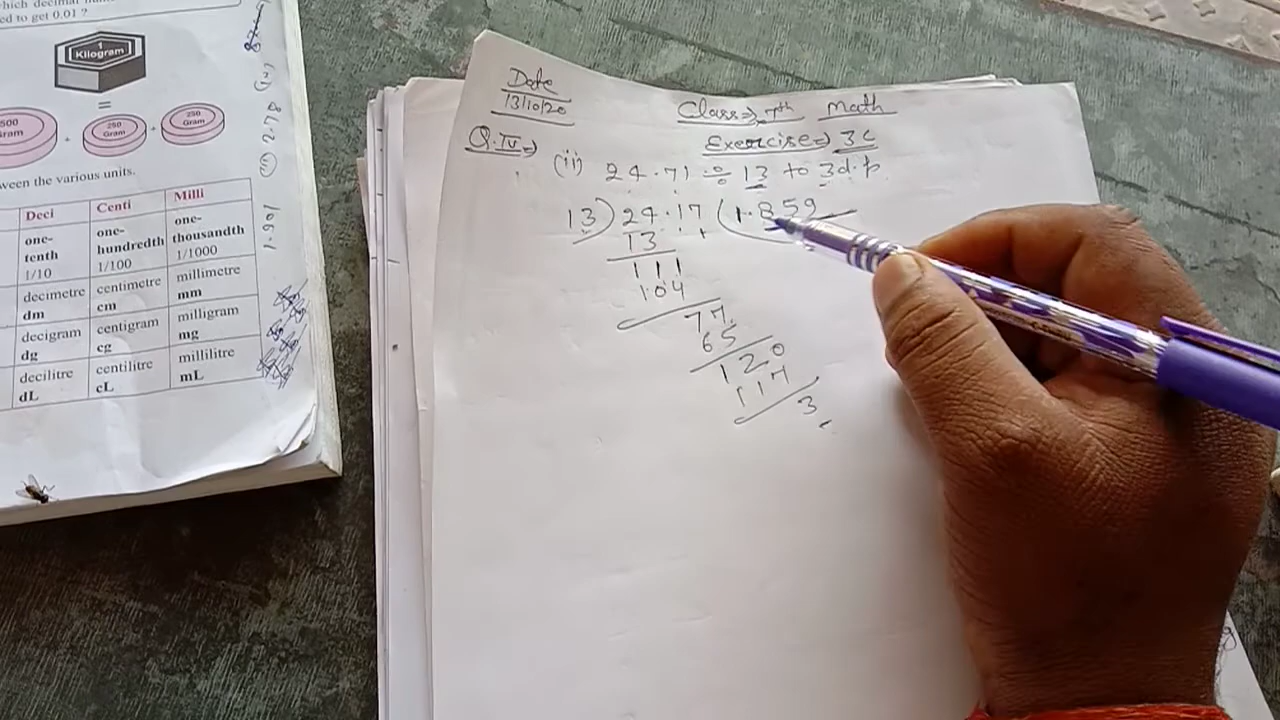 which decimal
ed to get 0.01 ?
1
Kilogram
=
500
Gram
+
250
Gram
+
250
Gram
ween the various units.
Deci Centi Milli
one-tenth one-hundredth one-thousandth
1/10 1/100 1/1000
decimetre centimetre millimetre
dm cm mm
decigram centigram milligram
dg cg mg
decilitre centilitre millilitre
dL cL mL
1.901 (ii) 2.78 (iv)
Date
13/10/20
Class=> 7th Math
Exercise=> 3C
Q.IV=>
(ii) 24.71 ÷ 13 to 3d.p.
13) 24.17 (1.859
13
111
104
77
65
120
117
3